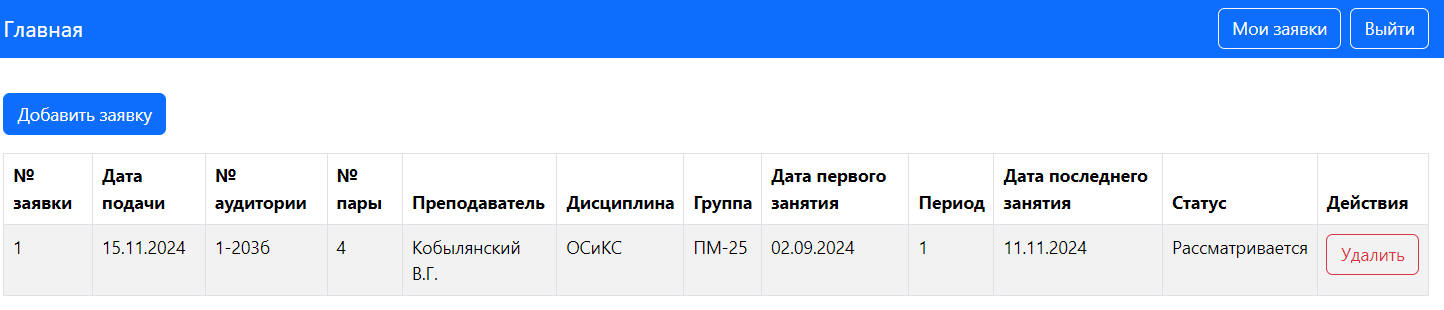 Главная
Мои заявки
Выйти
Добавить заявку
№ заявки
Дата подачи
№ аудитории
№ пары
Преподаватель
Дисциплина
Группа
Дата первого занятия
Период
Дата последнего занятия
Статус
Действия
1
15.11.2024
1-203б
4
Кобылянский
В.Г.
ОСиКС
ПМ-25
02.09.2024
1
11.11.2024
Рассматривается
Удалить